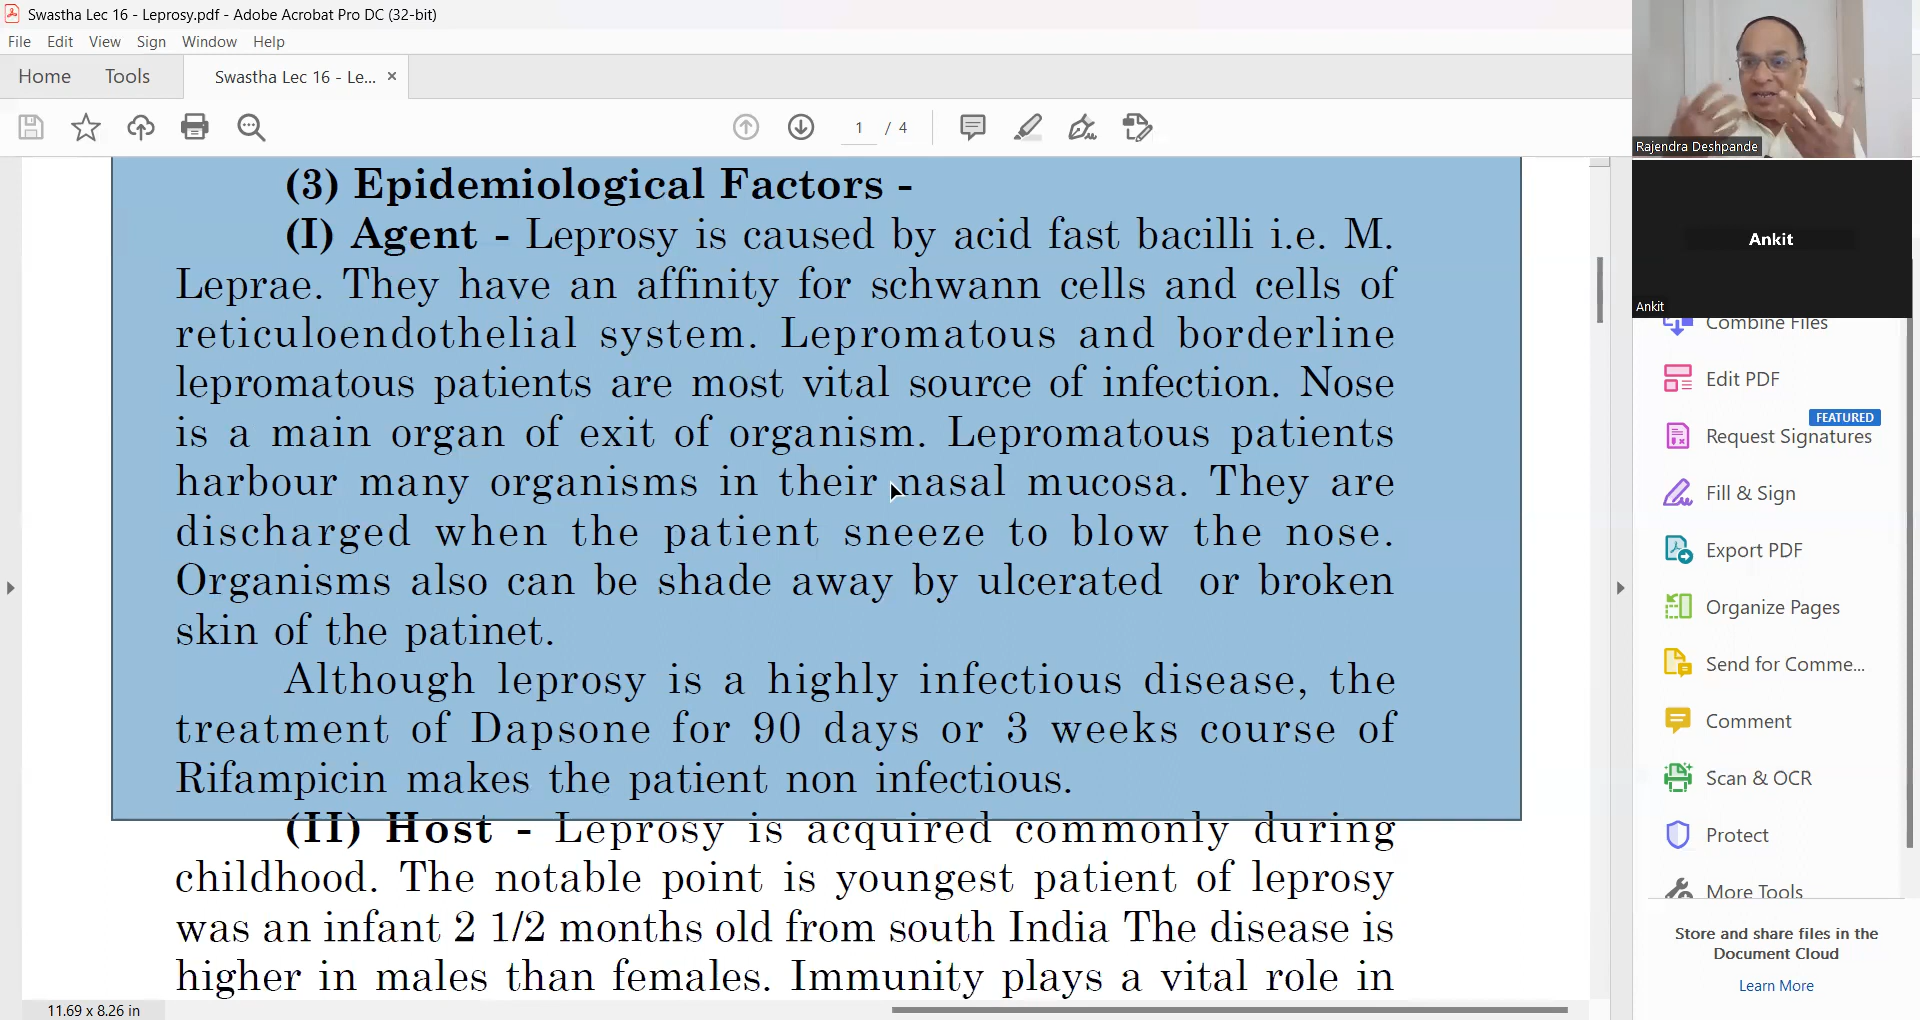 Swastha Lec 16 - Leprosy.pdf - Adobe Acrobat Pro DC (32-bit)
File Edit View Sign Window Help
Home Tools Swastha Lec 16 - Le... ×
1 / 4
(3) Epidemiological Factors -
(I) Agent - Leprosy is caused by acid fast bacilli i.e. M.
Leprae. They have an affinity for schwann cells and cells of
reticuloendothelial system. Lepromatous and borderline
lepromatous patients are most vital source of infection. Nose
is a main organ of exit of organism. Lepromatous patients
harbour many organisms in their nasal mucosa. They are
discharged when the patient sneeze to blow the nose.
Organisms also can be shade away by ulcerated or broken
skin of the patinet.
Although leprosy is a highly infectious disease, the
treatment of Dapsone for 90 days or 3 weeks course of
Rifampicin makes the patient non infectious.
(II) Host - Leprosy is acquired commonly during
childhood. The notable point is youngest patient of leprosy
was an infant 2 1/2 months old from south India The disease is
higher in males than females. Immunity plays a vital role in
11.69 x 8.26 in
Rajendra Deshpande
Ankit
Ankit
Combine Files
Edit PDF
FEATURED
Request Signatures
Fill & Sign
Export PDF
Organize Pages
Send for Comme...
Comment
Scan & OCR
Protect
More Tools
Store and share files in the
Document Cloud
Learn More